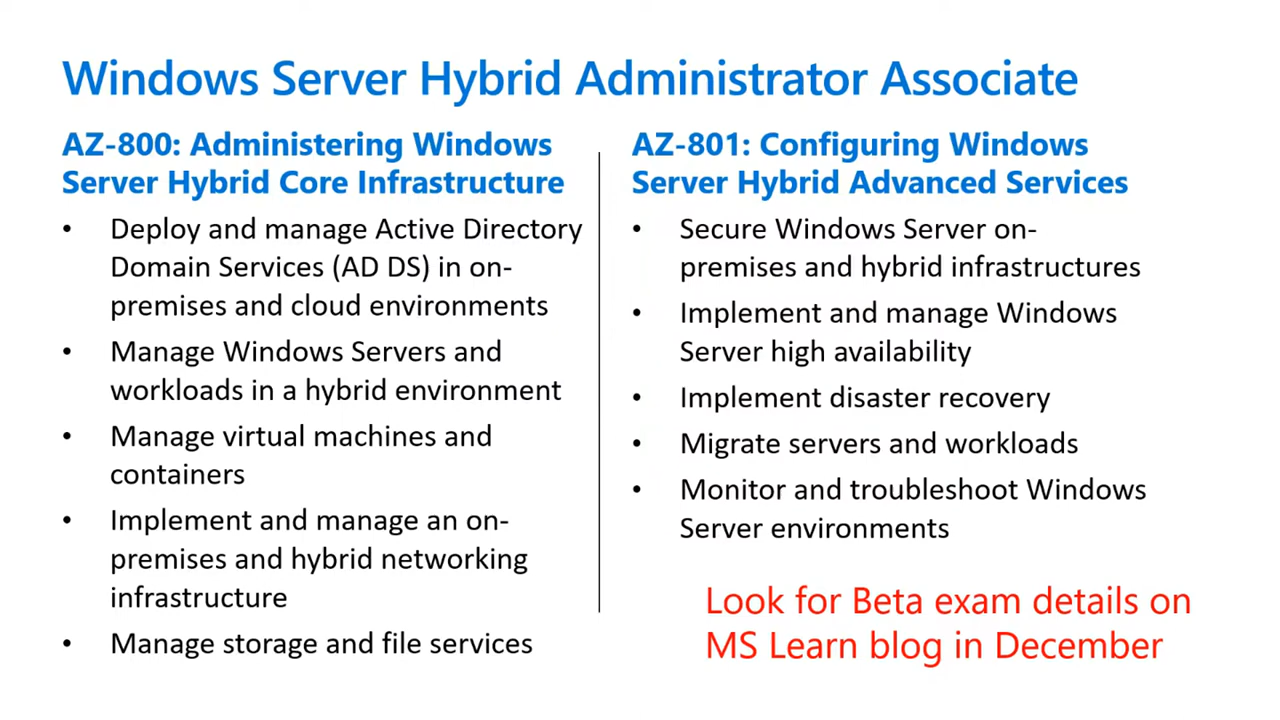 Windows Server Hybrid Administrator Associate
AZ-800: Administering Windows
Server Hybrid Core Infrastructure
• Deploy and manage Active Directory
Domain Services (AD DS) in on-
premises and cloud environments
• Manage Windows Servers and
workloads in a hybrid environment
• Manage virtual machines and
containers
• Implement and manage an on-
premises and hybrid networking
infrastructure
• Manage storage and file services
AZ-801: Configuring Windows
Server Hybrid Advanced Services
• Secure Windows Server on-
premises and hybrid infrastructures
• Implement and manage Windows
Server high availability
• Implement disaster recovery
• Migrate servers and workloads
• Monitor and troubleshoot Windows
Server environments
Look for Beta exam details on
MS Learn blog in December